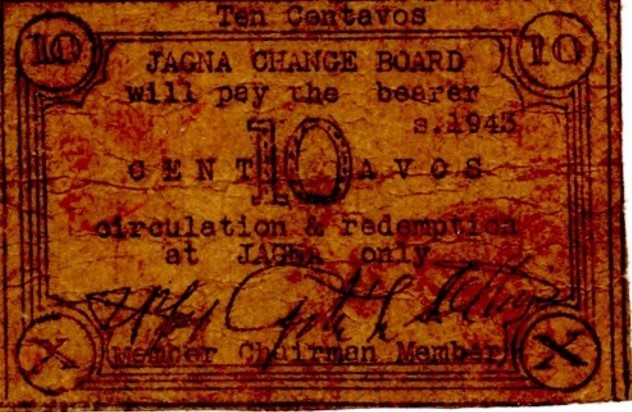 Ten Centavos
10 10
JAGNA CHANGE BOARD
will pay the bearer
s.1943
CENT 10 AVOS
circulation & redemption
at JAGNA only
X X
Member Chairman Member